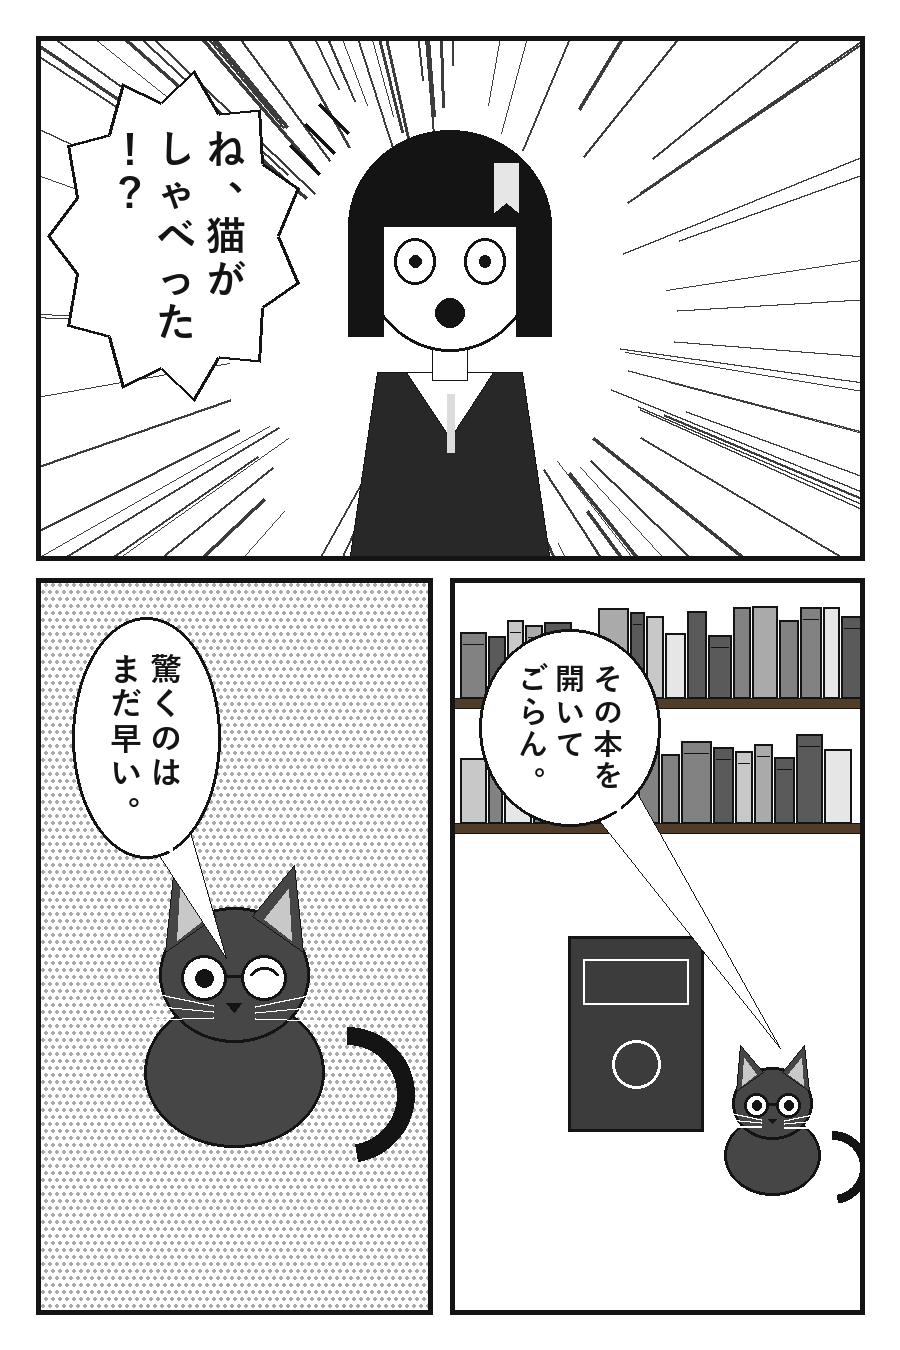 ね、猫が
しゃべった
！？
その本を
開いて
ごらん。
驚くのは
まだ早い。